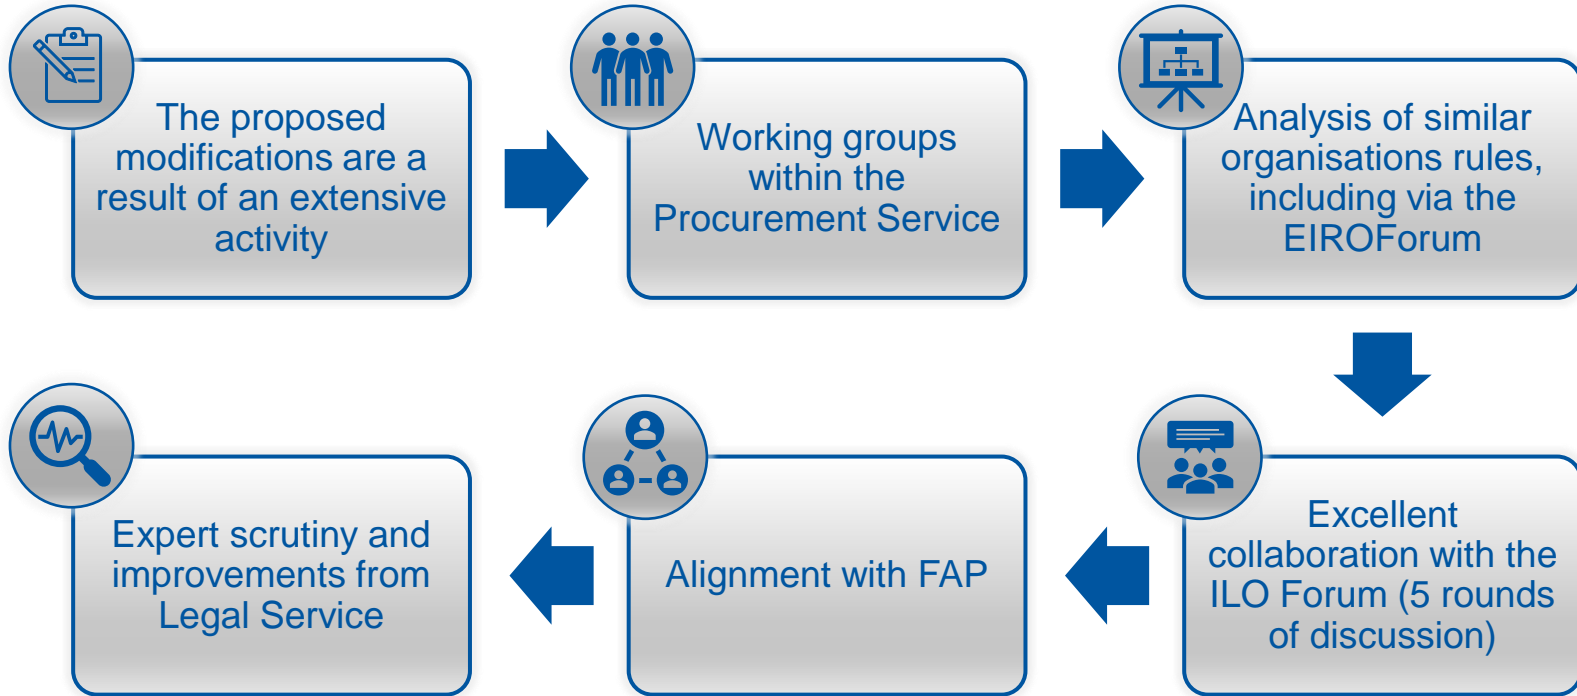 The proposed
modifications are a
result of an extensive
activity
Working groups
within the
Procurement Service
Analysis of similar
organisations rules,
including via the
EIROForum
Excellent
collaboration with the
ILO Forum (5 rounds
of discussion)
Alignment with FAP
Expert scrutiny and
improvements from
Legal Service